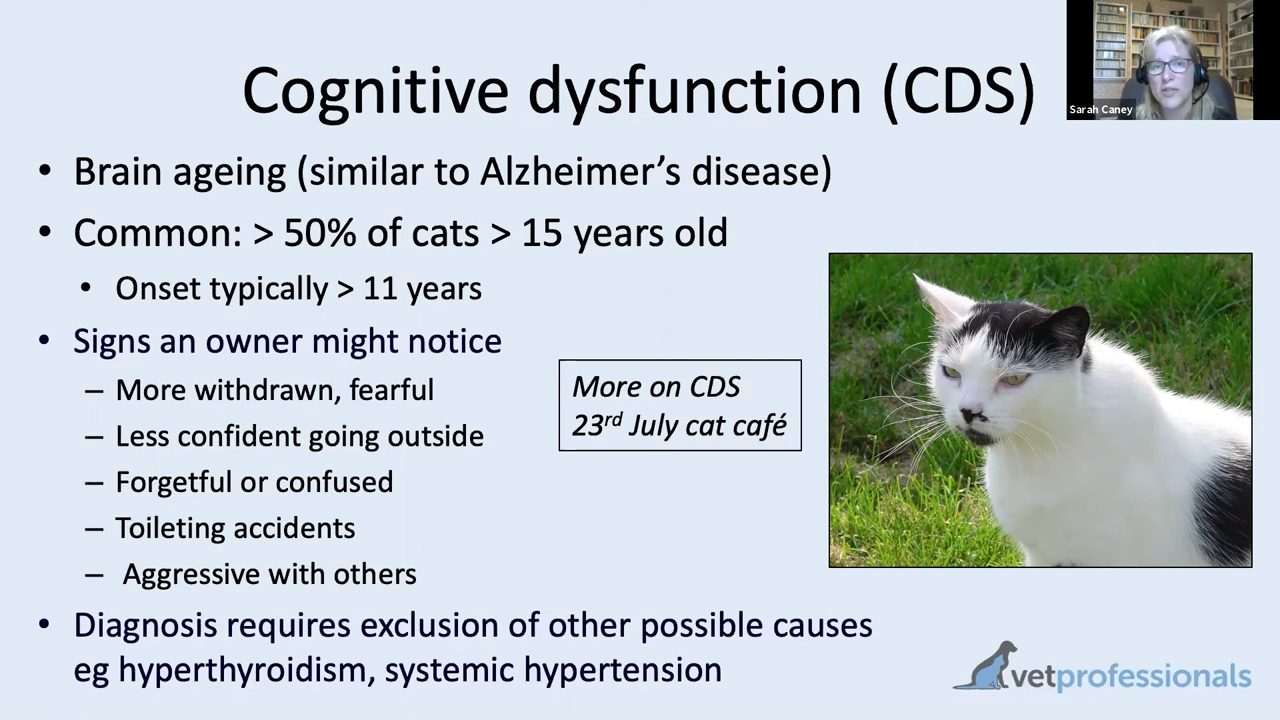 Cognitive dysfunction (CDS)
Sarah Caney
• Brain ageing (similar to Alzheimer’s disease)
• Common: > 50% of cats > 15 years old
• Onset typically > 11 years
• Signs an owner might notice
– More withdrawn, fearful
– Less confident going outside
– Forgetful or confused
– Toileting accidents
– Aggressive with others
More on CDS
23rd July cat café
• Diagnosis requires exclusion of other possible causes
eg hyperthyroidism, systemic hypertension
vetprofessionals